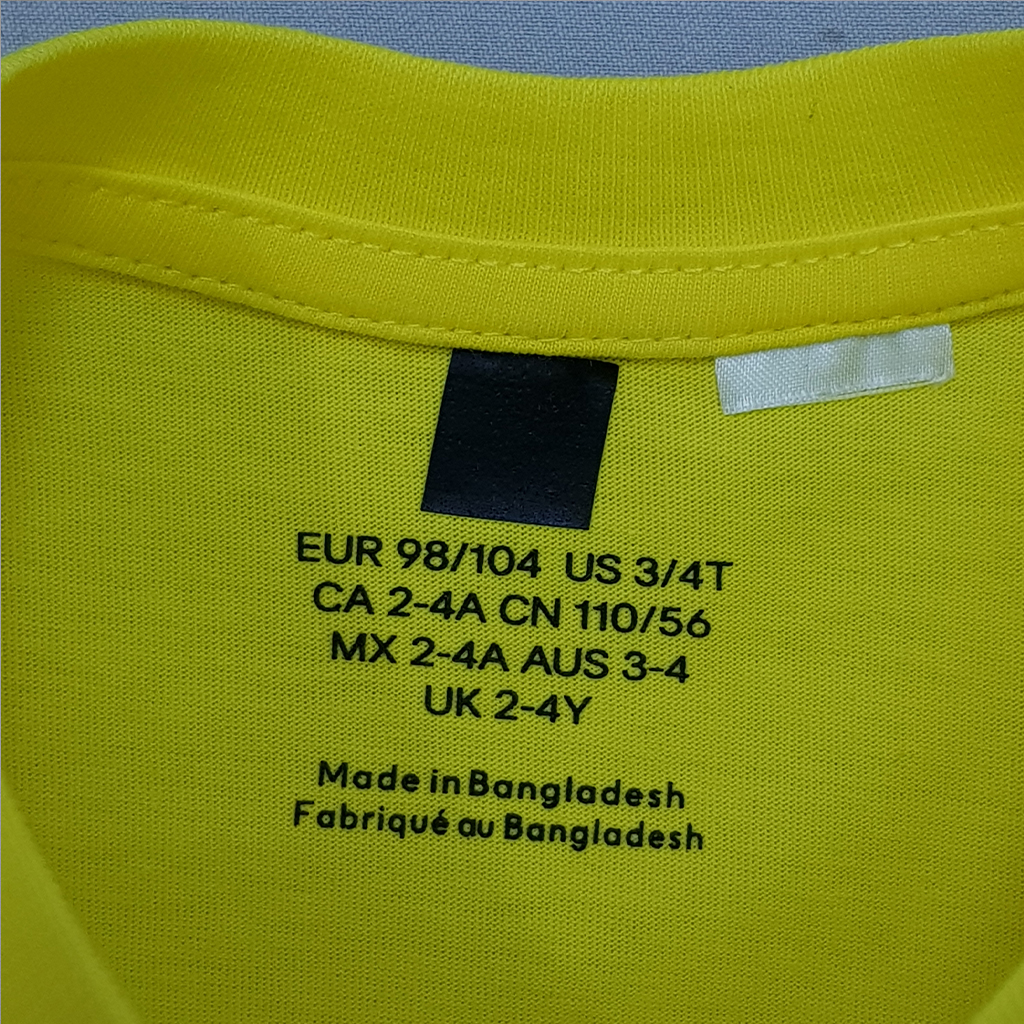 EUR 98/104 US 3/4T
CA 2-4A CN 110/56
MX 2-4A AUS 3-4
UK 2-4Y
Made in Bangladesh
Fabriqué au Bangladesh